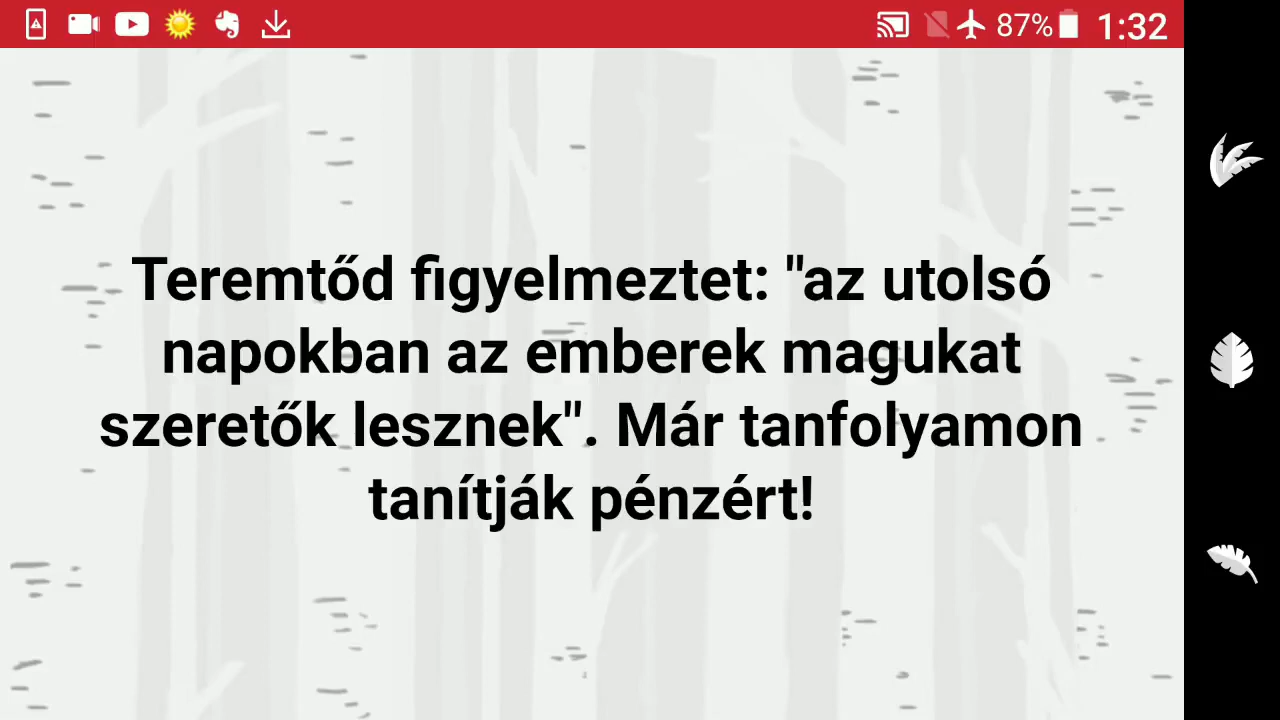 87% 1:32
Teremtőd figyelmeztet: "az utolsó
napokban az emberek magukat
szeretők lesznek". Már tanfolyamon
tanítják pénzért!